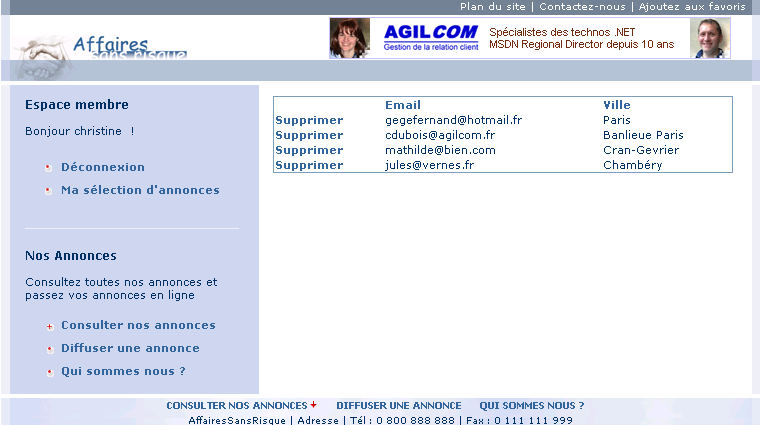 Plan du site | Contactez-nous | Ajoutez aux favoris
Affaires
sans risque
AGILCOM
Gestion de la relation client
Spécialistes des technos .NET
MSDN Regional Director depuis 10 ans
Espace membre
Bonjour christine !
Déconnexion
Ma sélection d'annonces
Nos Annonces
Consultez toutes nos annonces et
passez vos annonces en ligne
Consulter nos annonces
Diffuser une annonce
Qui sommes nous ?
Email Ville
Supprimer gegefernand@hotmail.fr Paris
Supprimer cdubois@agilcom.fr Banlieue Paris
Supprimer mathilde@bien.com Cran-Gevrier
Supprimer jules@vernes.fr Chambéry
CONSULTER NOS ANNONCES + DIFFUSER UNE ANNONCE QUI SOMMES NOUS ?
AffairesSansRisque | Adresse | Tél : 0 800 888 888 | Fax : 0 111 111 999